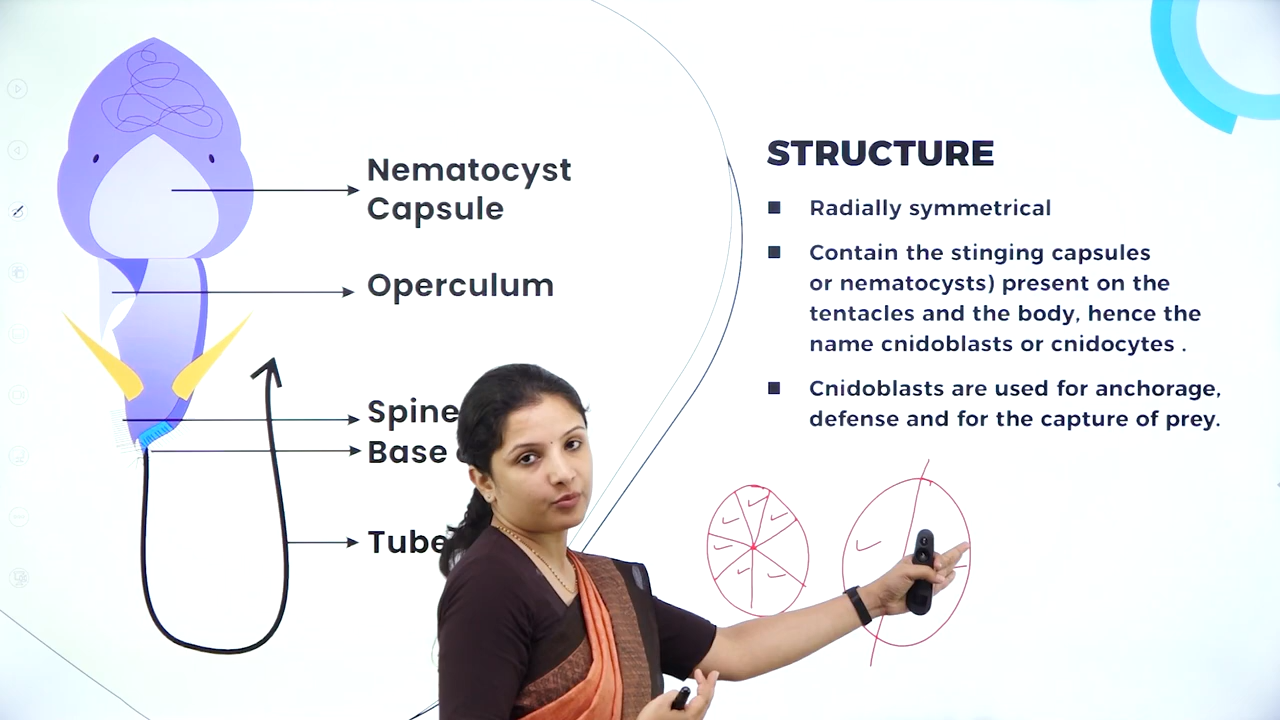 Nematocyst
Capsule
Operculum
Spine
Base
Tube
STRUCTURE
Radially symmetrical
Contain the stinging capsules
or nematocysts) present on the
tentacles and the body, hence the
name cnidoblasts or cnidocytes .
Cnidoblasts are used for anchorage,
defense and for the capture of prey.